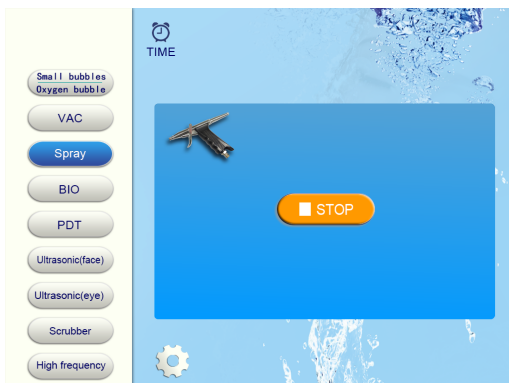 TIME
Small bubbles
Oxygen bubble
VAC
Spray
BIO
PDT
Ultrasonic(face)
Ultrasonic(eye)
Scrubber
High frequency
STOP